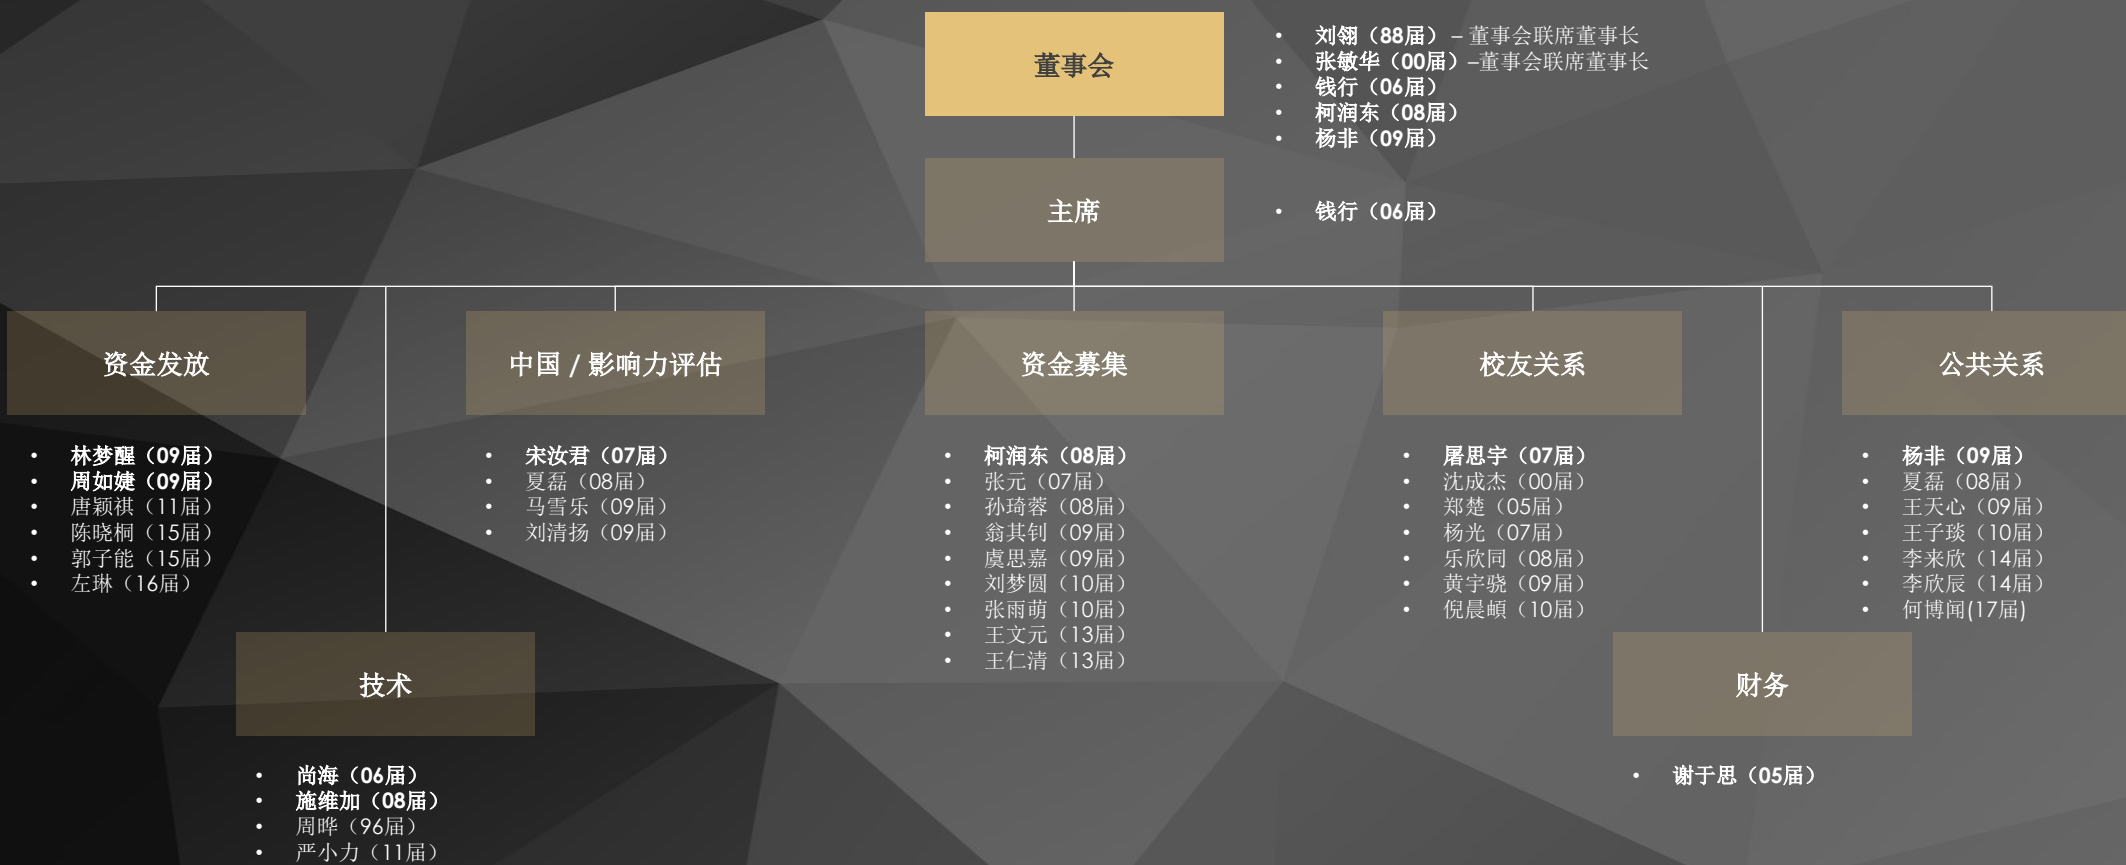 董事会
• 刘翎（88届）– 董事会联席董事长
• 张敏华（00届）–董事会联席董事长
• 钱行（06届）
• 柯润东（08届）
• 杨非（09届）
主席
• 钱行（06届）
资金发放
• 林梦醒（09届）
• 周如婕（09届）
• 唐颖祺（11届）
• 陈晓桐（15届）
• 郭子能（15届）
• 左琳（16届）
中国 / 影响力评估
• 宋汝君（07届）
• 夏磊（08届）
• 马雪乐（09届）
• 刘清扬（09届）
资金募集
• 柯润东（08届）
• 张元（07届）
• 孙琦蓉（08届）
• 翁其钊（09届）
• 虞思嘉（09届）
• 刘梦圆（10届）
• 张雨萌（10届）
• 王文元（13届）
• 王仁清（13届）
校友关系
• 屠思宇（07届）
• 沈成杰（00届）
• 郑楚（05届）
• 杨光（07届）
• 乐欣同（08届）
• 黄宇骁（09届）
• 倪晨頔（10届）
公共关系
• 杨非（09届）
• 夏磊（08届）
• 王天心（09届）
• 王子琰（10届）
• 李来欣（14届）
• 李欣辰（14届）
• 何博闻(17届)
技术
• 尚海（06届）
• 施维加（08届）
• 周晔（96届）
• 严小力（11届）
财务
• 谢于思（05届）